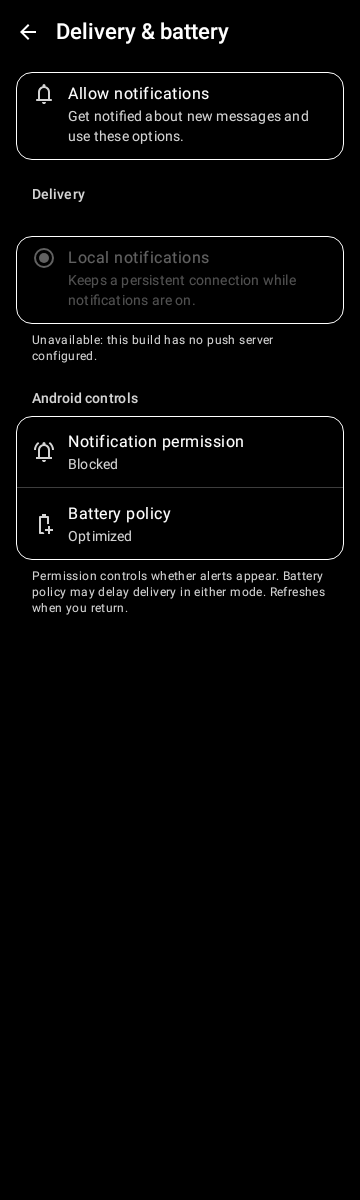 Delivery & battery
Allow notifications
Get notified about new messages and
use these options.
Delivery
Local notifications
Keeps a persistent connection while
notifications are on.
Unavailable: this build has no push server
configured.
Android controls
Notification permission
Blocked
Battery policy
Optimized
Permission controls whether alerts appear. Battery
policy may delay delivery in either mode. Refreshes
when you return.